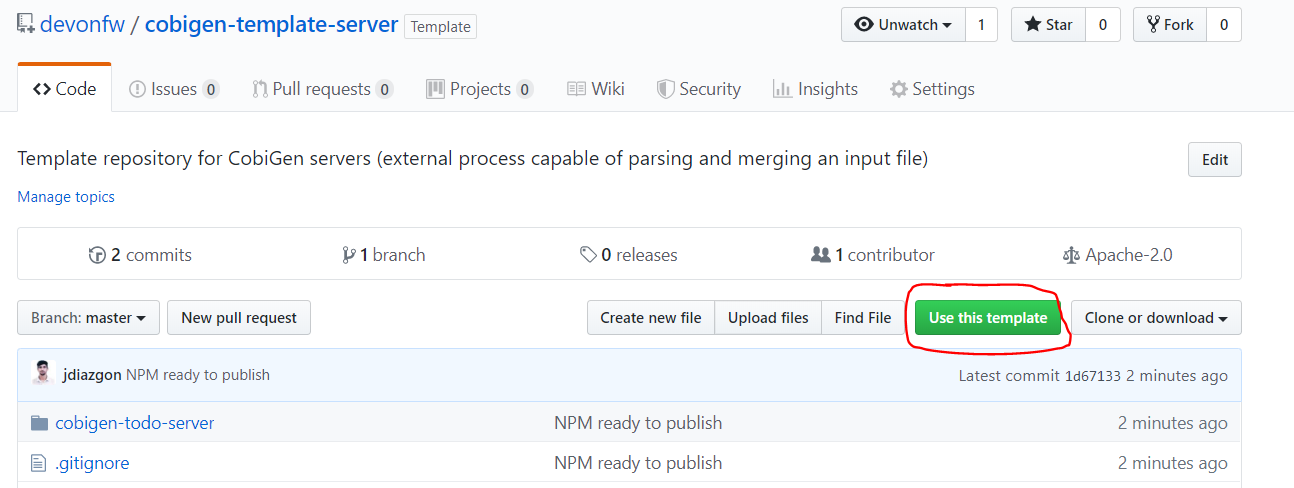 devonfw / cobigen-template-server Template Unwatch 1 Star 0 Fork 0
Code Issues 0 Pull requests 0 Projects 0 Wiki Security Insights Settings
Template repository for CobiGen servers (external process capable of parsing and merging an input file) Edit
Manage topics
2 commits 1 branch 0 releases 1 contributor Apache-2.0
Branch: master New pull request Create new file Upload files Find File Use this template Clone or download
jdiazgon NPM ready to publish Latest commit 1d67133 2 minutes ago
cobigen-todo-server NPM ready to publish 2 minutes ago
.gitignore NPM ready to publish 2 minutes ago